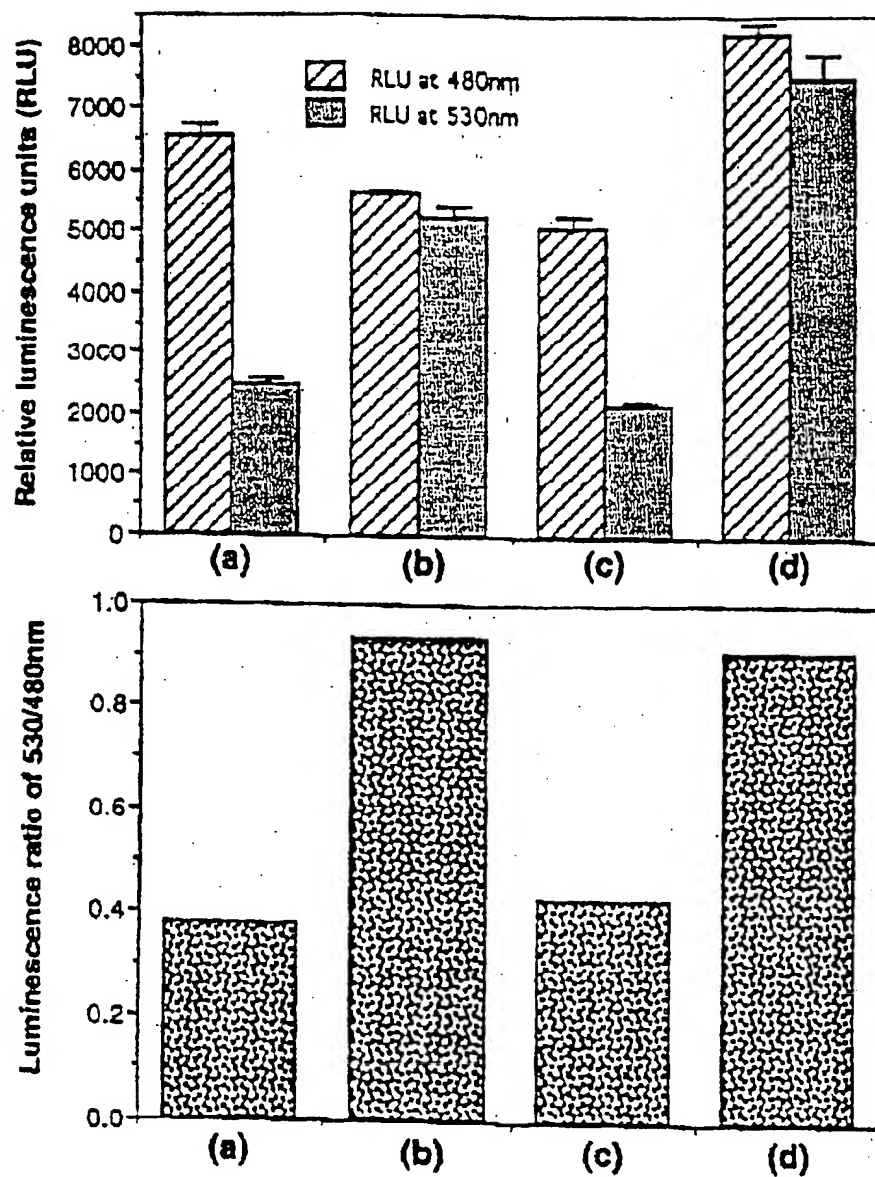 Relative luminescence units (RLU)
8000
7000
6000
5000
4000
3000
2000
1000
0
RLU at 480nm
RLU at 530nm
(a)
(b)
(c)
(d)
Luminescence ratio of 530/480nm
1.0
0.8
0.6
0.4
0.2
0.0
(a)
(b)
(c)
(d)